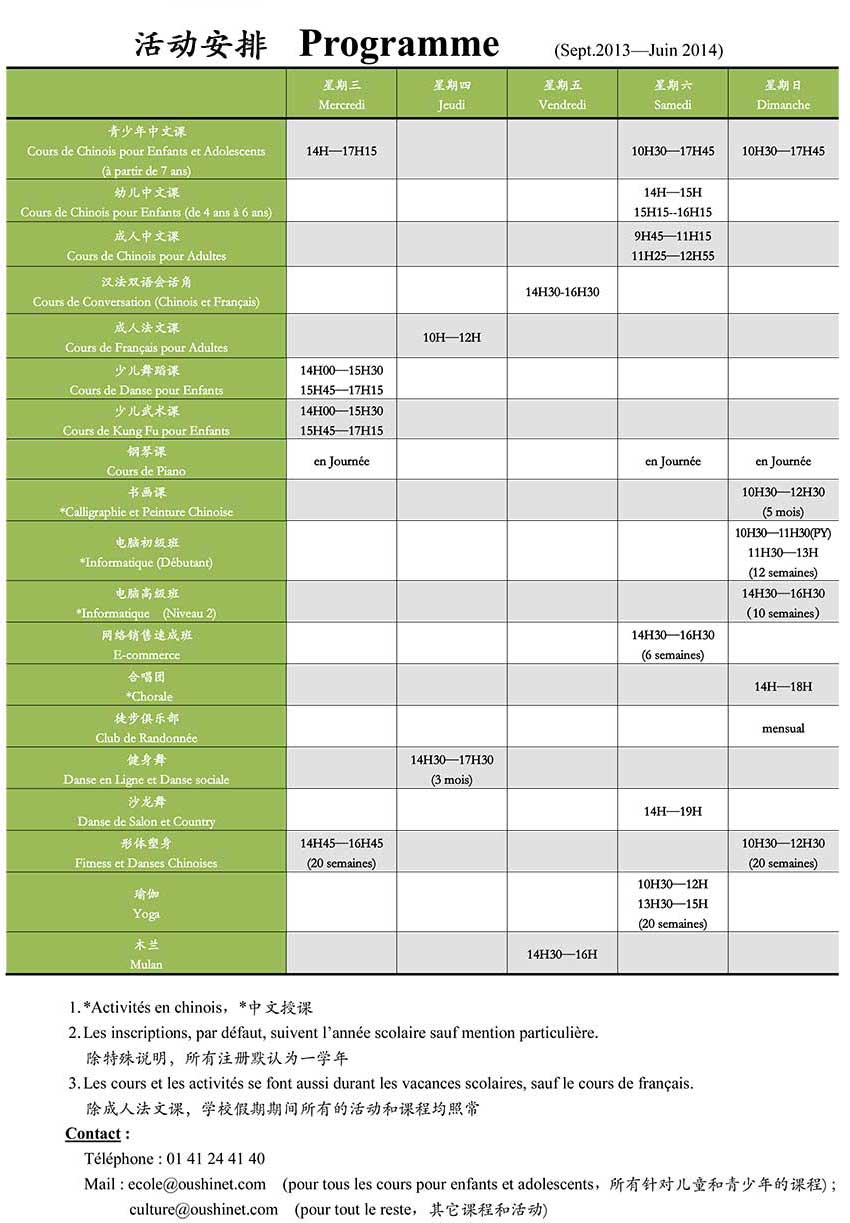 活动安排 Programme (Sept.2013—Juin 2014)
星期三 星期四 星期五 星期六 星期日
Mercredi Jeudi Vendredi Samedi Dimanche
青少年中文课
Cours de Chinois pour Enfants et Adolescents
(à partir de 7 ans)
14H—17H15
10H30—17H45
10H30—17H45
幼儿中文课
Cours de Chinois pour Enfants (de 4 ans à 6 ans)
14H—15H
15H15--16H15
成人中文课
Cours de Chinois pour Adultes
9H45—11H15
11H25—12H55
汉法双语会话角
Cours de Conversation (Chinois et Français)
14H30-16H30
成人法文课
Cours de Français pour Adultes
10H—12H
少儿舞蹈课
Cours de Danse pour Enfants
14H00—15H30
15H45—17H15
少儿武术课
Cours de Kung Fu pour Enfants
14H00—15H30
15H45—17H15
钢琴课
Cours de Piano
en Journée
en Journée
en Journée
书画课
*Calligraphie et Peinture Chinoise
10H30—12H30
(5 mois)
电脑初级班
*Informatique (Débutant)
10H30—11H30(PY)
11H30—13H
(12 semaines)
电脑高级班
*Informatique (Niveau 2)
14H30—16H30
(10 semaines)
网络销售速成班
E-commerce
14H30—16H30
(6 semaines)
合唱团
*Chorale
14H—18H
徒步俱乐部
Club de Randonnée
mensual
健身舞
Danse en Ligne et Danse sociale
14H30—17H30
(3 mois)
沙龙舞
Danse de Salon et Country
14H—19H
形体塑身
Fitness et Danses Chinoises
14H45—16H45
(20 semaines)
10H30—12H30
(20 semaines)
瑜伽
Yoga
10H30—12H
13H30—15H
(20 semaines)
木兰
Mulan
14H30—16H
1. *Activités en chinois，*中文授课
2. Les inscriptions, par défaut, suivent l’année scolaire sauf mention particulière.
除特殊说明，所有注册默认为一学年
3. Les cours et les activités se font aussi durant les vacances scolaires, sauf le cours de français.
除成人法文课，学校假期期间所有的活动和课程均照常
Contact :
Téléphone : 01 41 24 41 40
Mail : ecole@oushinet.com (pour tous les cours pour enfants et adolescents，所有针对儿童和青少年的课程) ;
culture@oushinet.com (pour tout le reste，其它课程和活动)